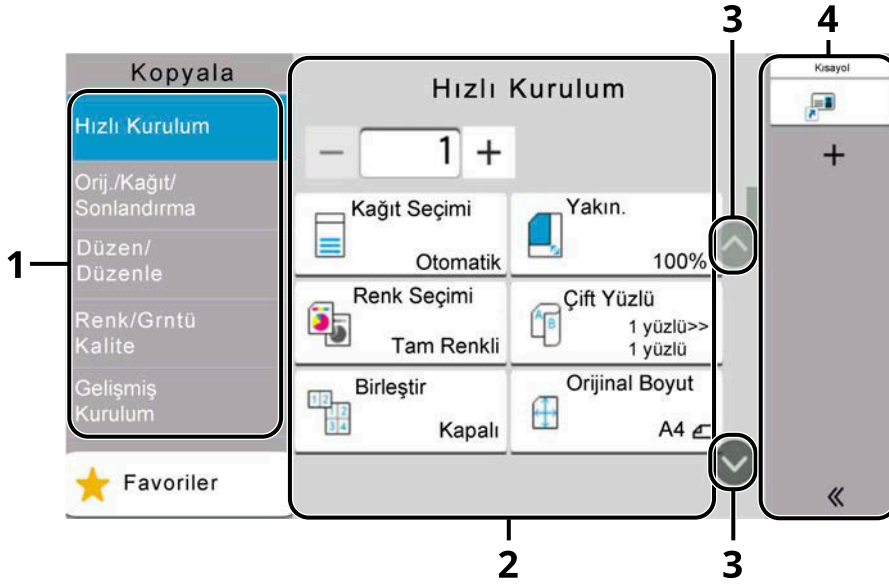 3
4
Kopyala
Hızlı Kurulum
Orij./Kağıt/
Sonlandırma
Düzen/
Düzenle
Renk/Grntü
Kalite
Gelişmiş
Kurulum
Favoriler
1
Hızlı Kurulum
− 1 +
Kağıt Seçimi
Otomatik
Yakın.
100%
Renk Seçimi
Tam Renkli
Çift Yüzlü
1 yüzlü>>
1 yüzlü
Birleştir
Kapalı
Orijinal Boyut
A4
3
Kısayol
+
2
3